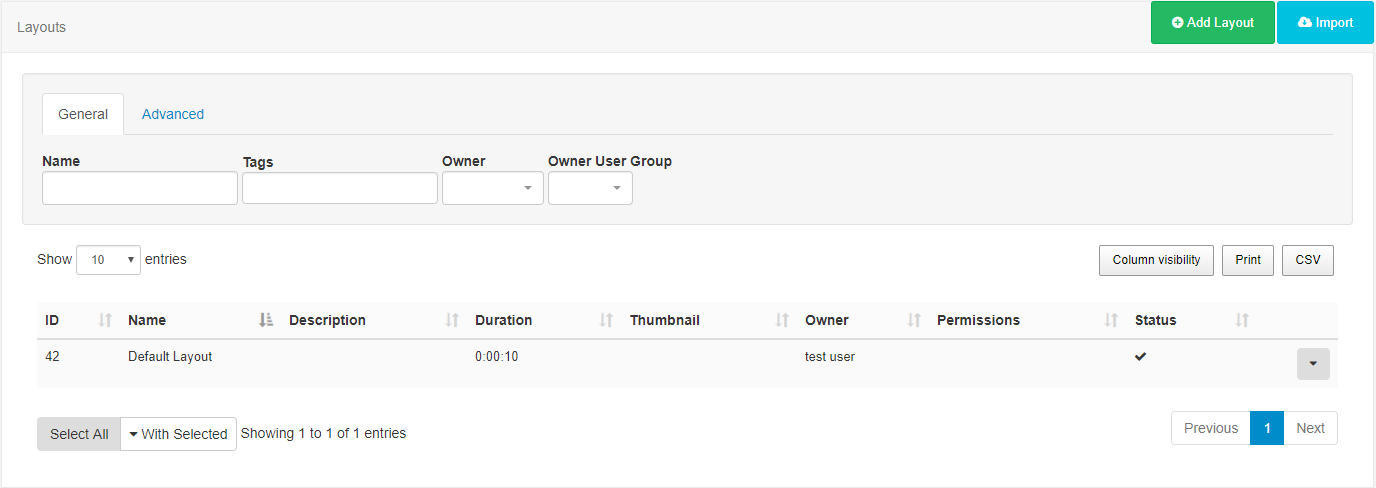 Layouts
Add Layout
Import
General
Advanced
Name
Tags
Owner
Owner User Group
Show 10 entries
Column visibility
Print
CSV
ID Name Description Duration Thumbnail Owner Permissions Status
42 Default Layout 0:00:10 test user
Select All
With Selected
Showing 1 to 1 of 1 entries
Previous 1 Next